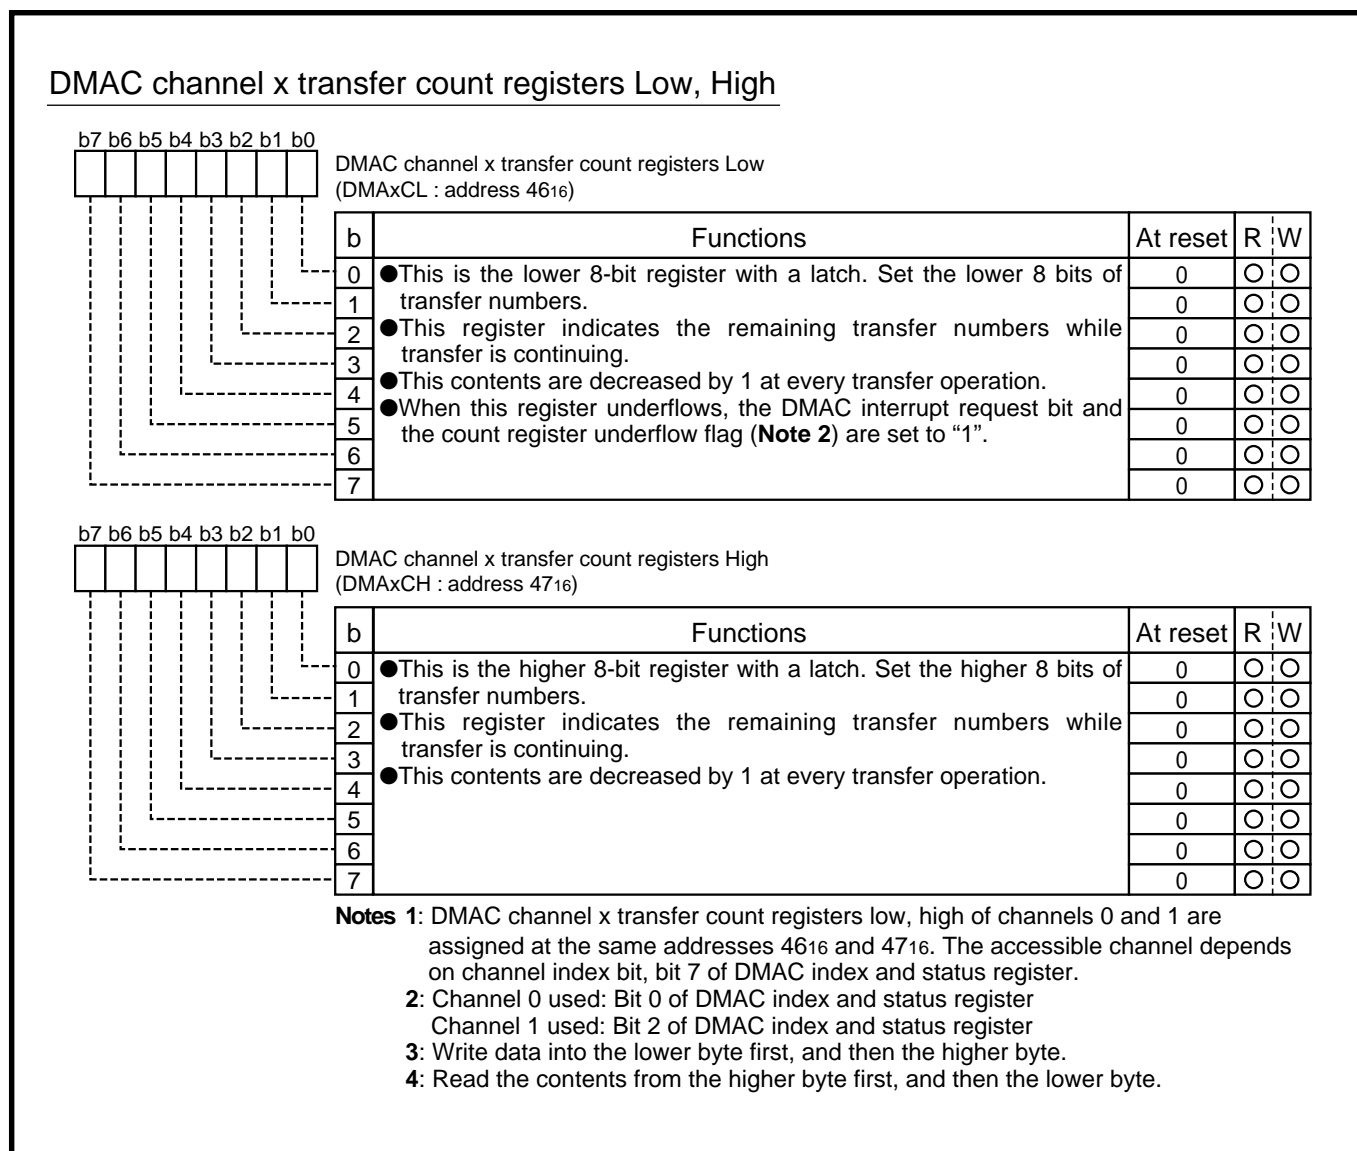 DMAC channel x transfer count registers Low, High
b7 b6 b5 b4 b3 b2 b1 b0
DMAC channel x transfer count registers Low
(DMAxCL : address 4616)
b Functions At reset R W
0 ●This is the lower 8-bit register with a latch. Set the lower 8 bits of 0 ○ ○
1 transfer numbers. 0 ○ ○
2 ●This register indicates the remaining transfer numbers while 0 ○ ○
3 transfer is continuing. 0 ○ ○
4 ●This contents are decreased by 1 at every transfer operation. 0 ○ ○
5 ●When this register underflows, the DMAC interrupt request bit and 0 ○ ○
6 the count register underflow flag (Note 2) are set to “1”. 0 ○ ○
7 0 ○ ○
b7 b6 b5 b4 b3 b2 b1 b0
DMAC channel x transfer count registers High
(DMAxCH : address 4716)
b Functions At reset R W
0 ●This is the higher 8-bit register with a latch. Set the higher 8 bits of 0 ○ ○
1 transfer numbers. 0 ○ ○
2 ●This register indicates the remaining transfer numbers while 0 ○ ○
3 transfer is continuing. 0 ○ ○
4 ●This contents are decreased by 1 at every transfer operation. 0 ○ ○
5 0 ○ ○
6 0 ○ ○
7 0 ○ ○
Notes 1: DMAC channel x transfer count registers low, high of channels 0 and 1 are
assigned at the same addresses 4616 and 4716. The accessible channel depends
on channel index bit, bit 7 of DMAC index and status register.
2: Channel 0 used: Bit 0 of DMAC index and status register
Channel 1 used: Bit 2 of DMAC index and status register
3: Write data into the lower byte first, and then the higher byte.
4: Read the contents from the higher byte first, and then the lower byte.